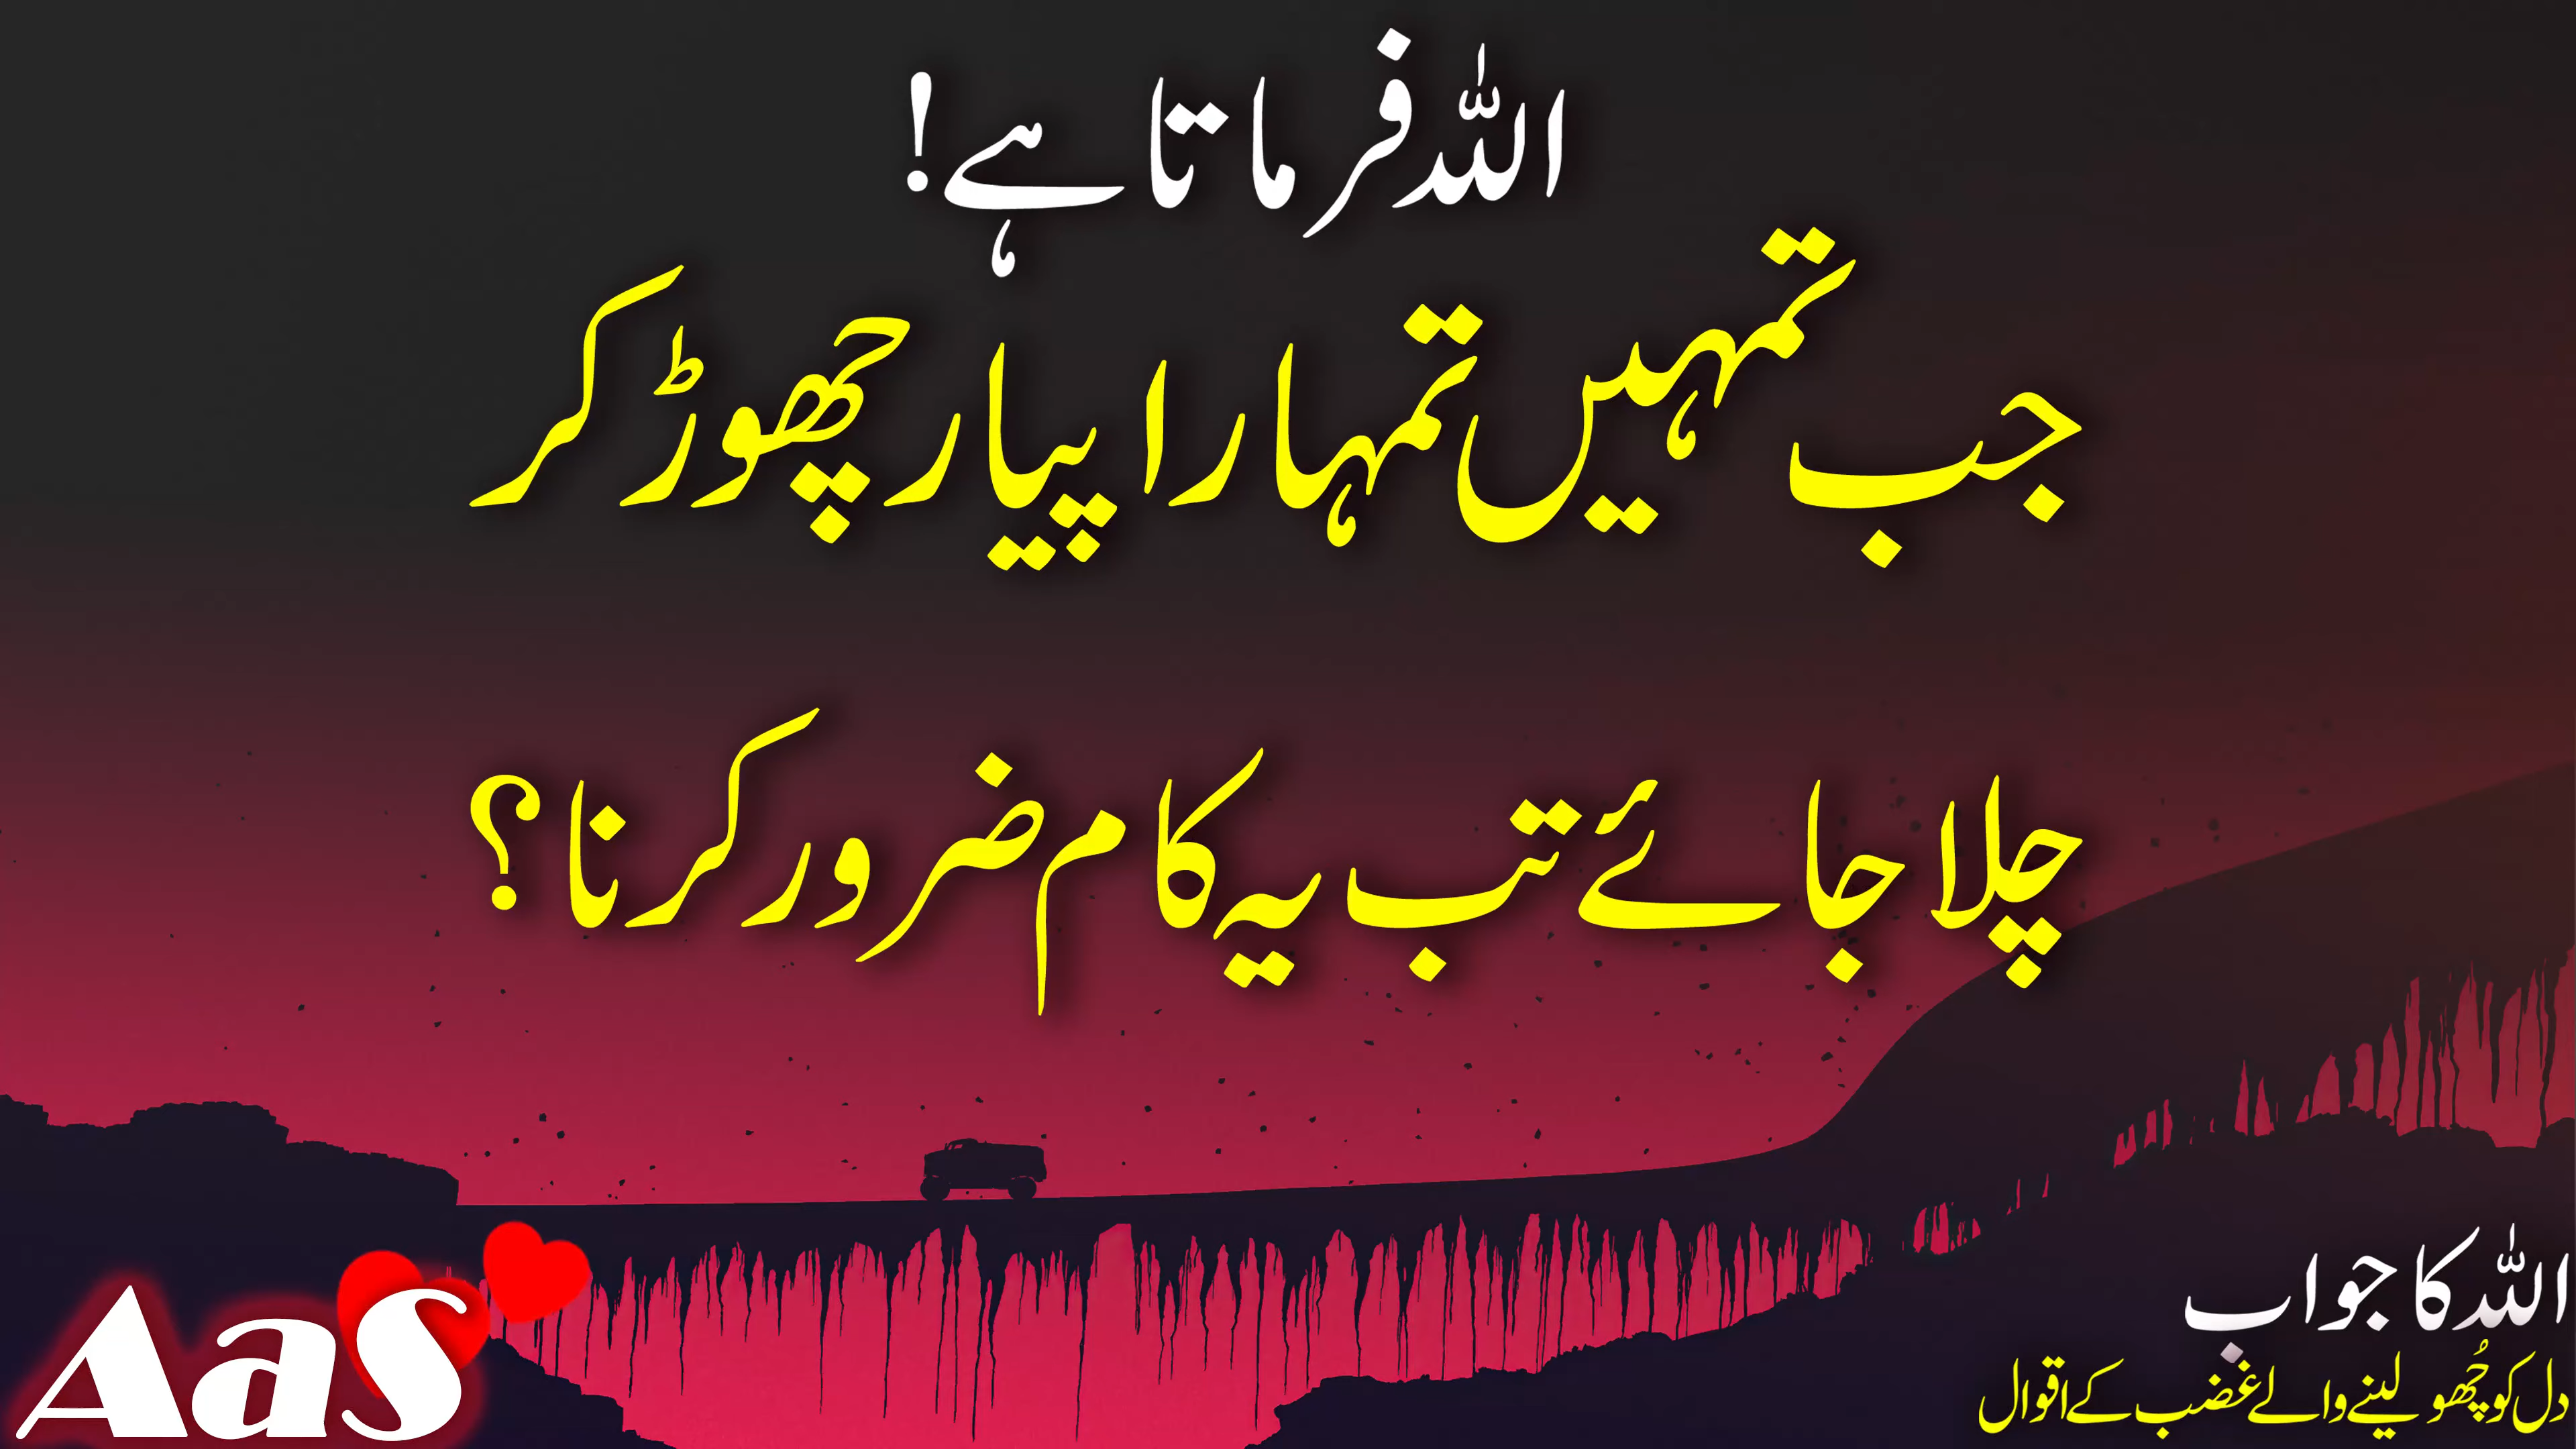 اللہ فرماتا ہے!
جب تمہیں تمہارا پیار چھوڑ کر
چلا جائے تب یہ کام ضرور کرنا؟
اللہ کا جواب
دل کو چُھو لینے والے غضب کے اقوال
AaS